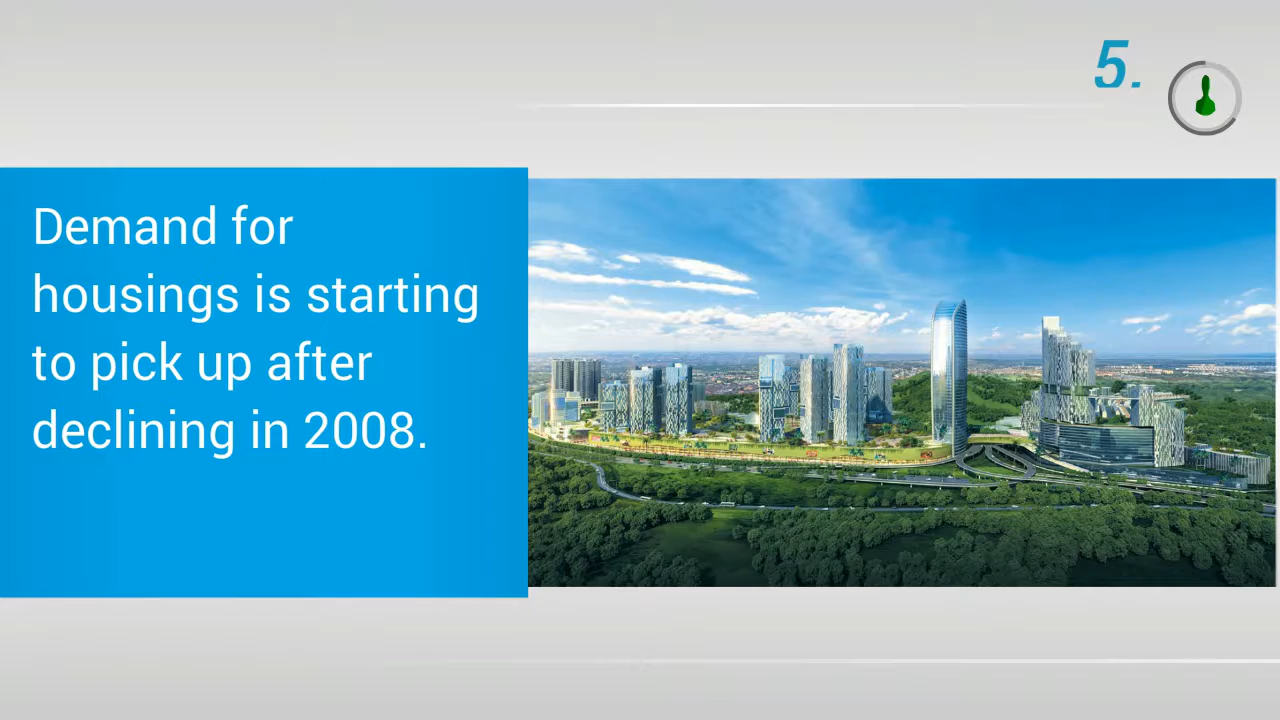 5.
Demand for
housings is starting
to pick up after
declining in 2008.